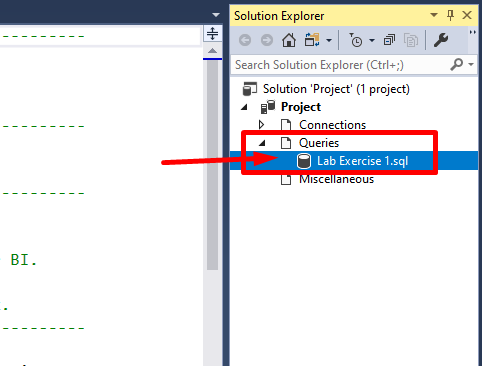 Solution Explorer
Search Solution Explorer (Ctrl+;)
Solution 'Project' (1 project)
Project
Connections
Queries
Lab Exercise 1.sql
Miscellaneous
----------
----------
----------
BI.
.
----------